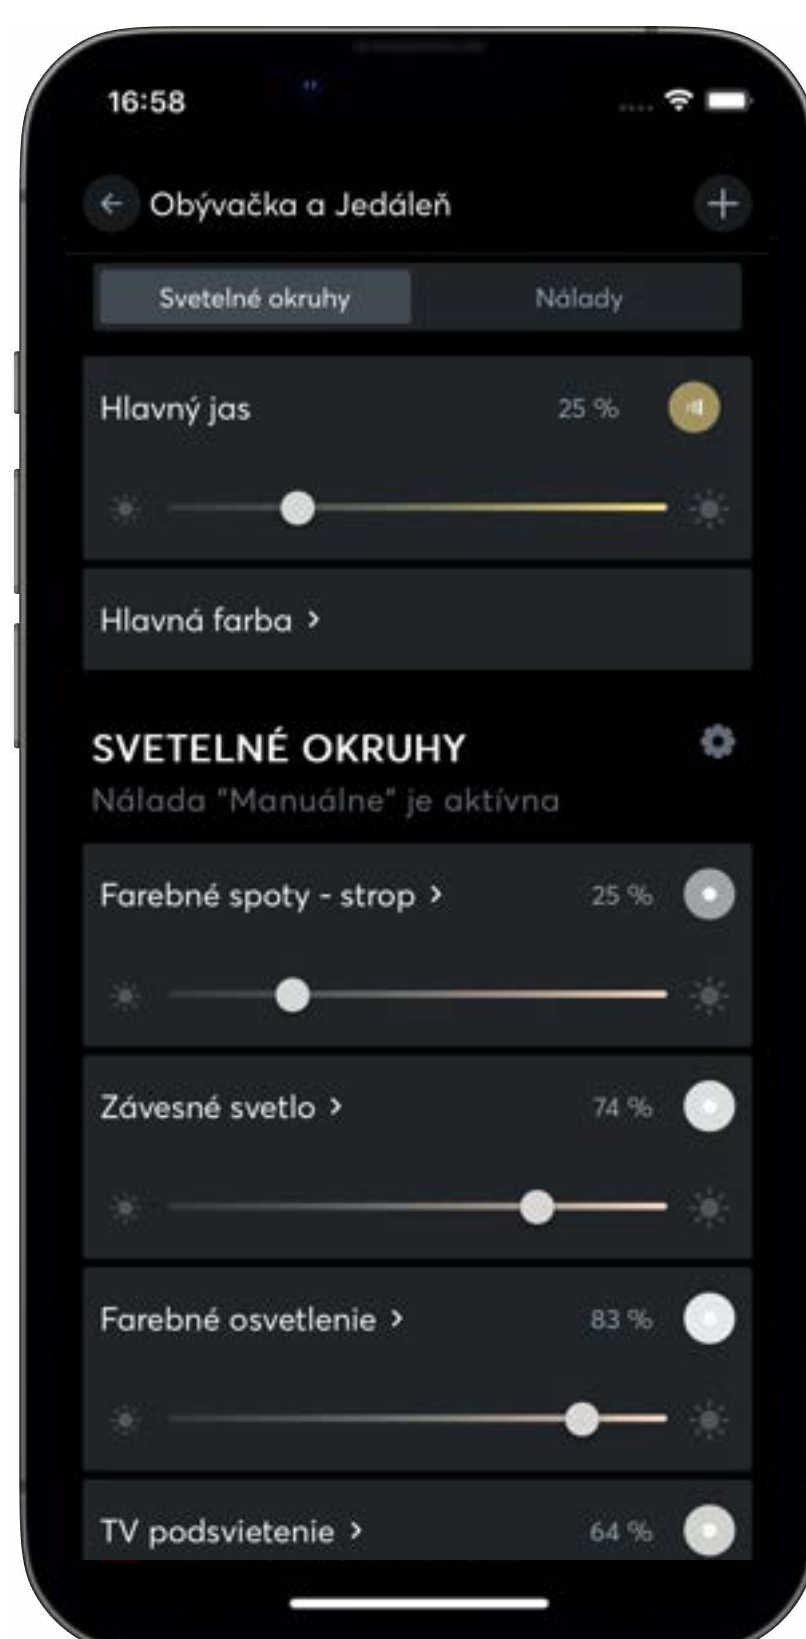 16:58
Obývačka a Jedáleň
Svetelné okruhy Nálady
Hlavný jas 25 %
Hlavná farba >
SVETELNÉ OKRUHY
Nálada "Manuálne" je aktívna
Farebné spoty - strop > 25 %
Závesné svetlo > 74 %
Farebné osvetlenie > 83 %
TV podsvietenie > 64 %